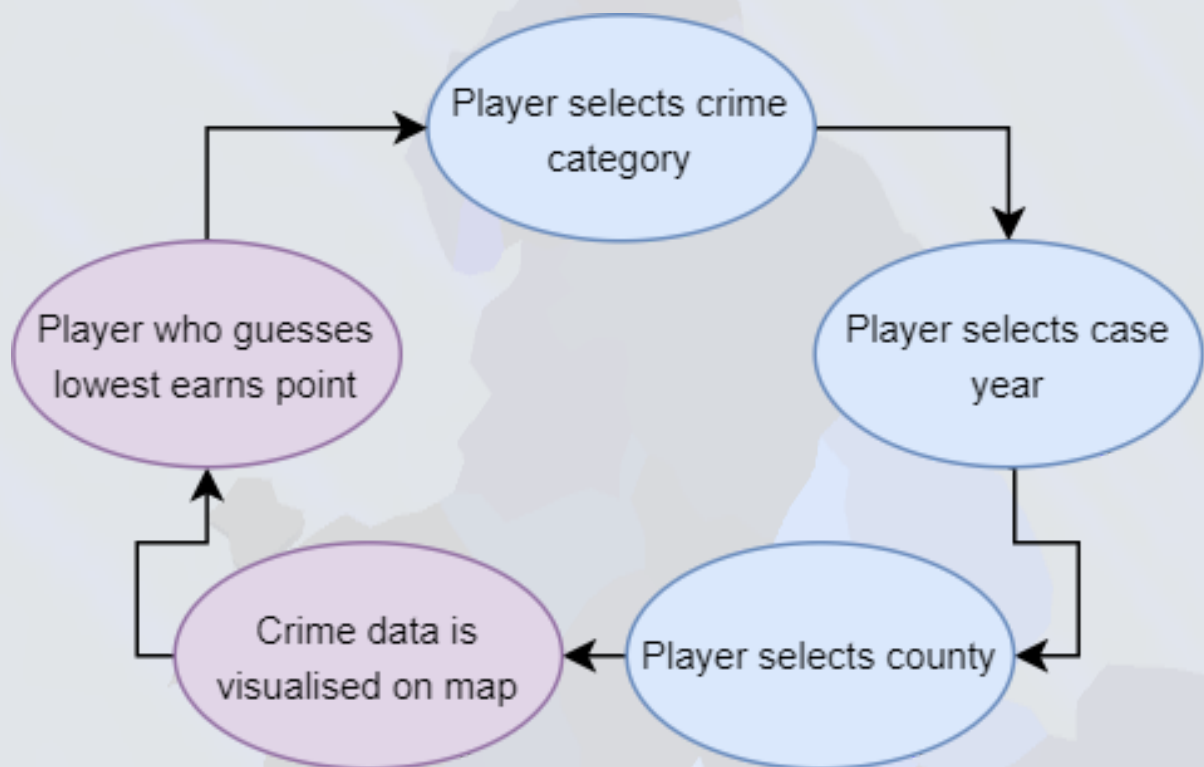 Player selects crime
category
Player selects case
year
Player selects county
Crime data is
visualised on map
Player who guesses
lowest earns point